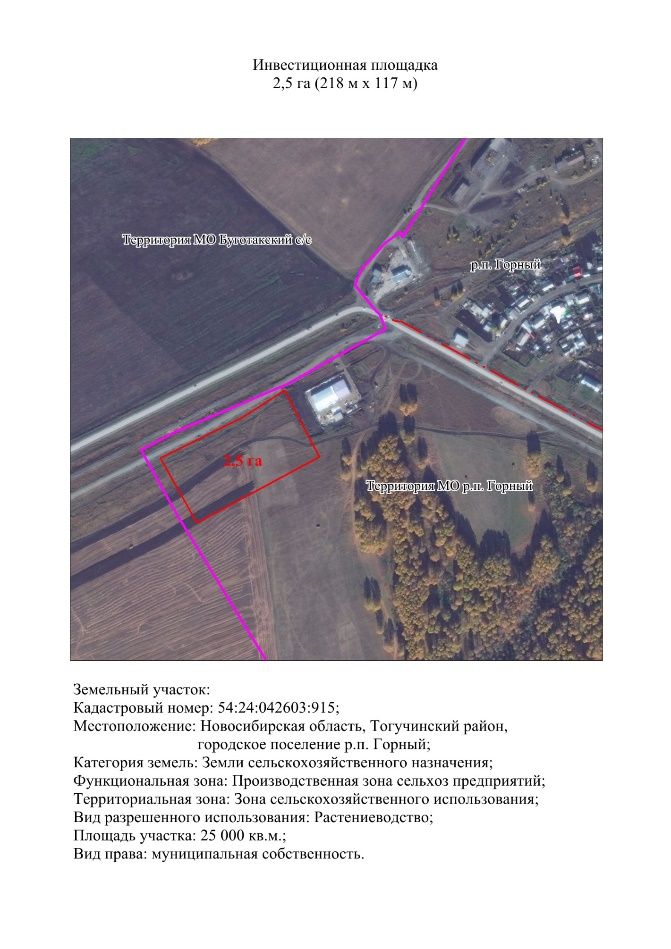 Инвестиционная площадка
2,5 га (218 м х 117 м)
Территория МО Буготакский с/с
р.п. Горный
2.5 га
Территория МО р.п. Горный
Земельный участок:
Кадастровый номер: 54:24:042603:915;
Местоположение: Новосибирская область, Тогучинский район,
городское поселение р.п. Горный;
Категория земель: Земли сельскохозяйственного назначения;
Функциональная зона: Производственная зона сельхоз предприятий;
Территориальная зона: Зона сельскохозяйственного использования;
Вид разрешенного использования: Растениеводство;
Площадь участка: 25 000 кв.м.;
Вид права: муниципальная собственность.